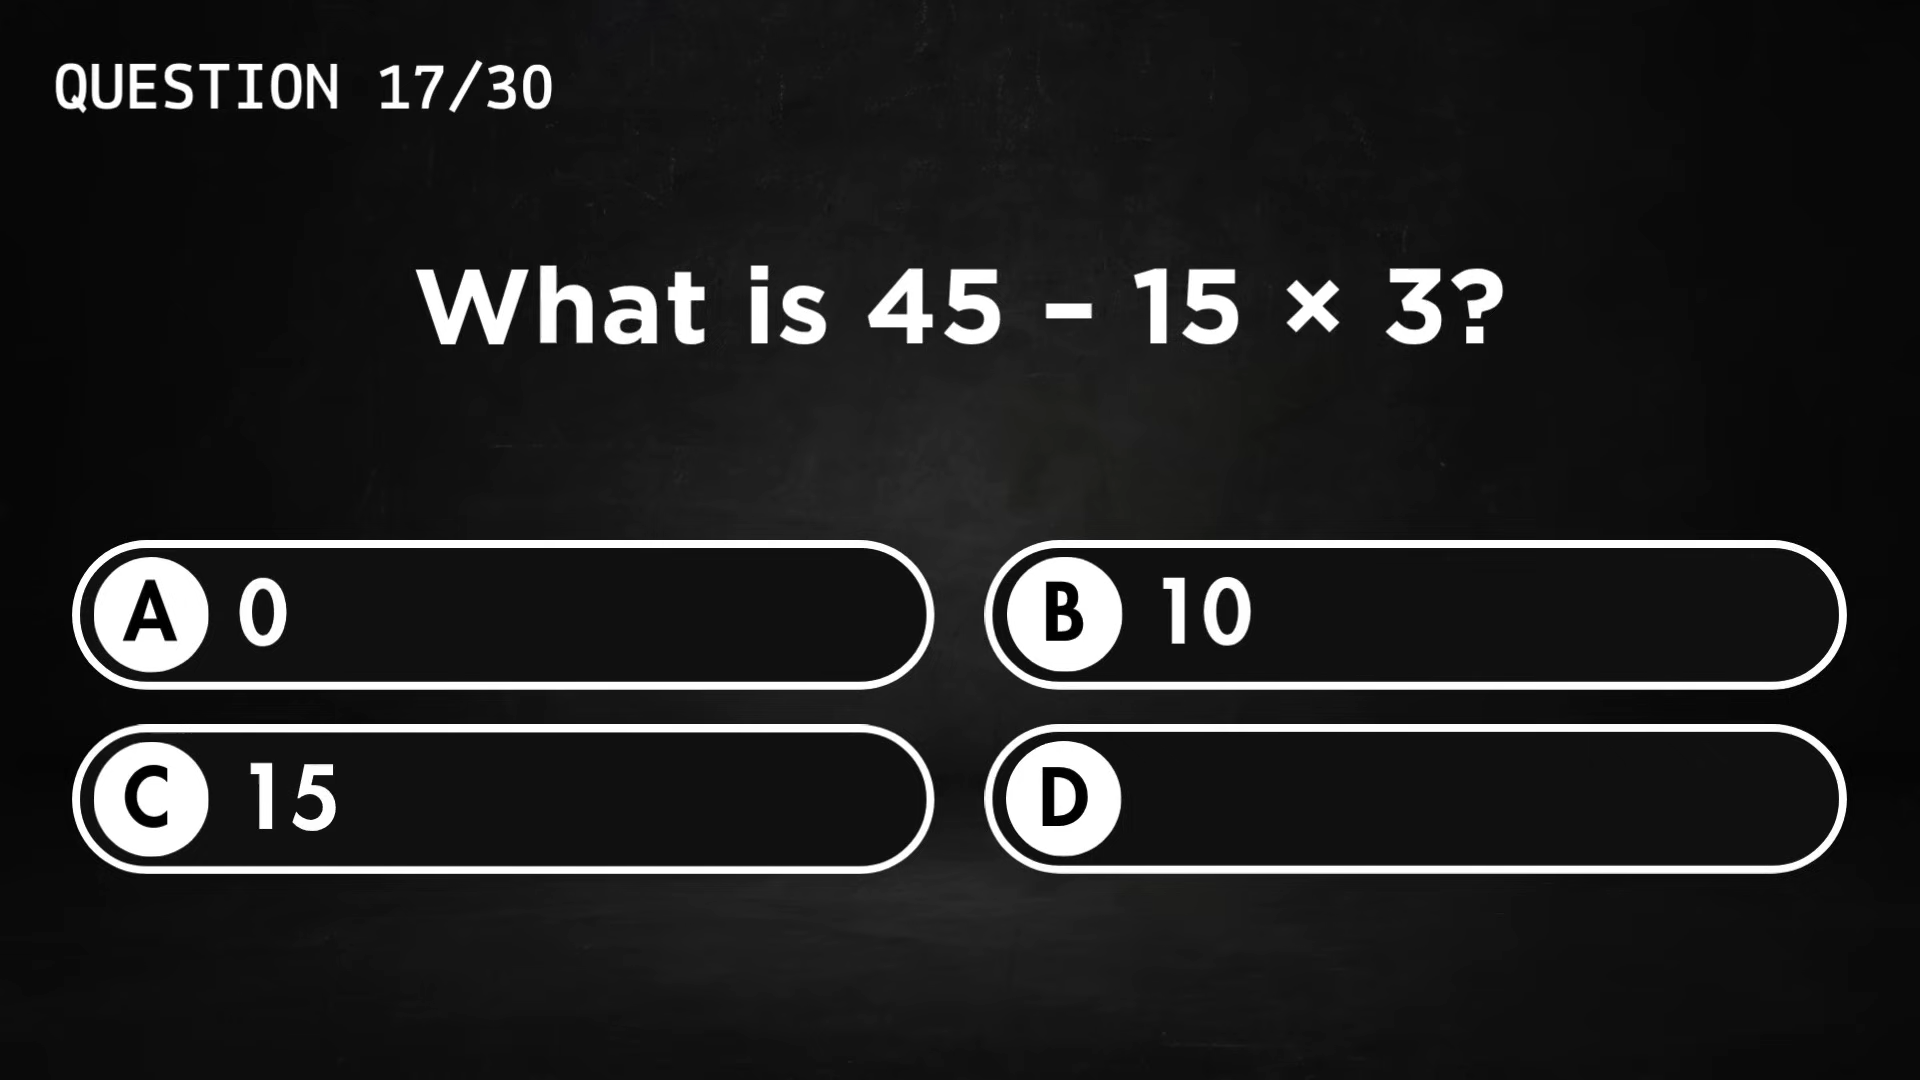 QUESTION 17/30
What is 45 – 15 × 3?
A 0
B 10
C 15
D